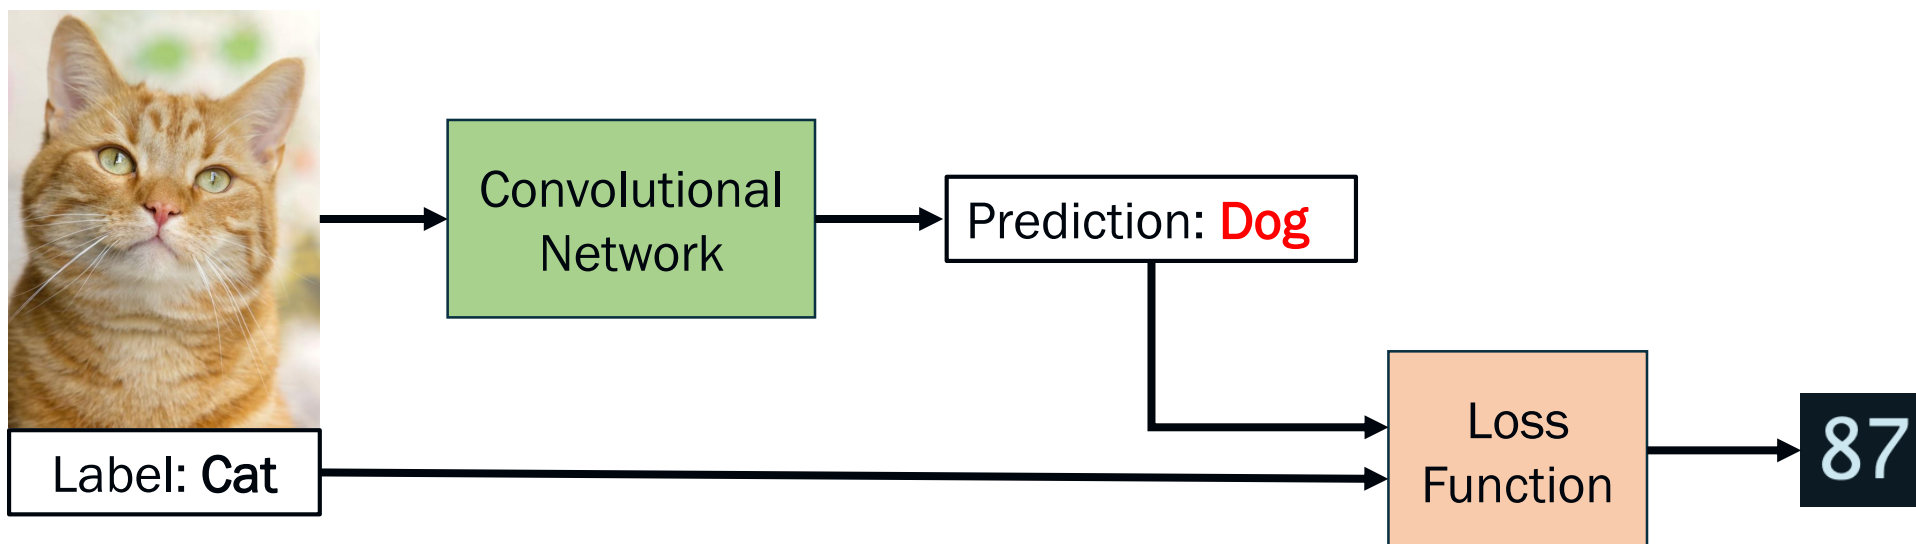 Convolutional
Network
Prediction: Dog
Label: Cat
Loss
Function
87